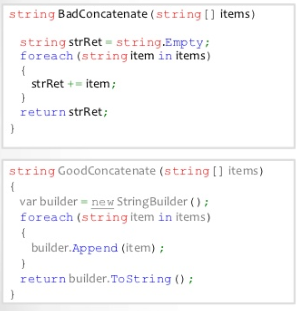 string BadConcatenate(string[] items)
string strRet = string.Empty;
foreach(string item in items)
{
strRet += item;
}
return strRet;
}
string GoodConcatenate(string[] items)
{
var builder = new StringBuilder();
foreach(string item in items)
{
builder.Append(item);
}
return builder.ToString();
}